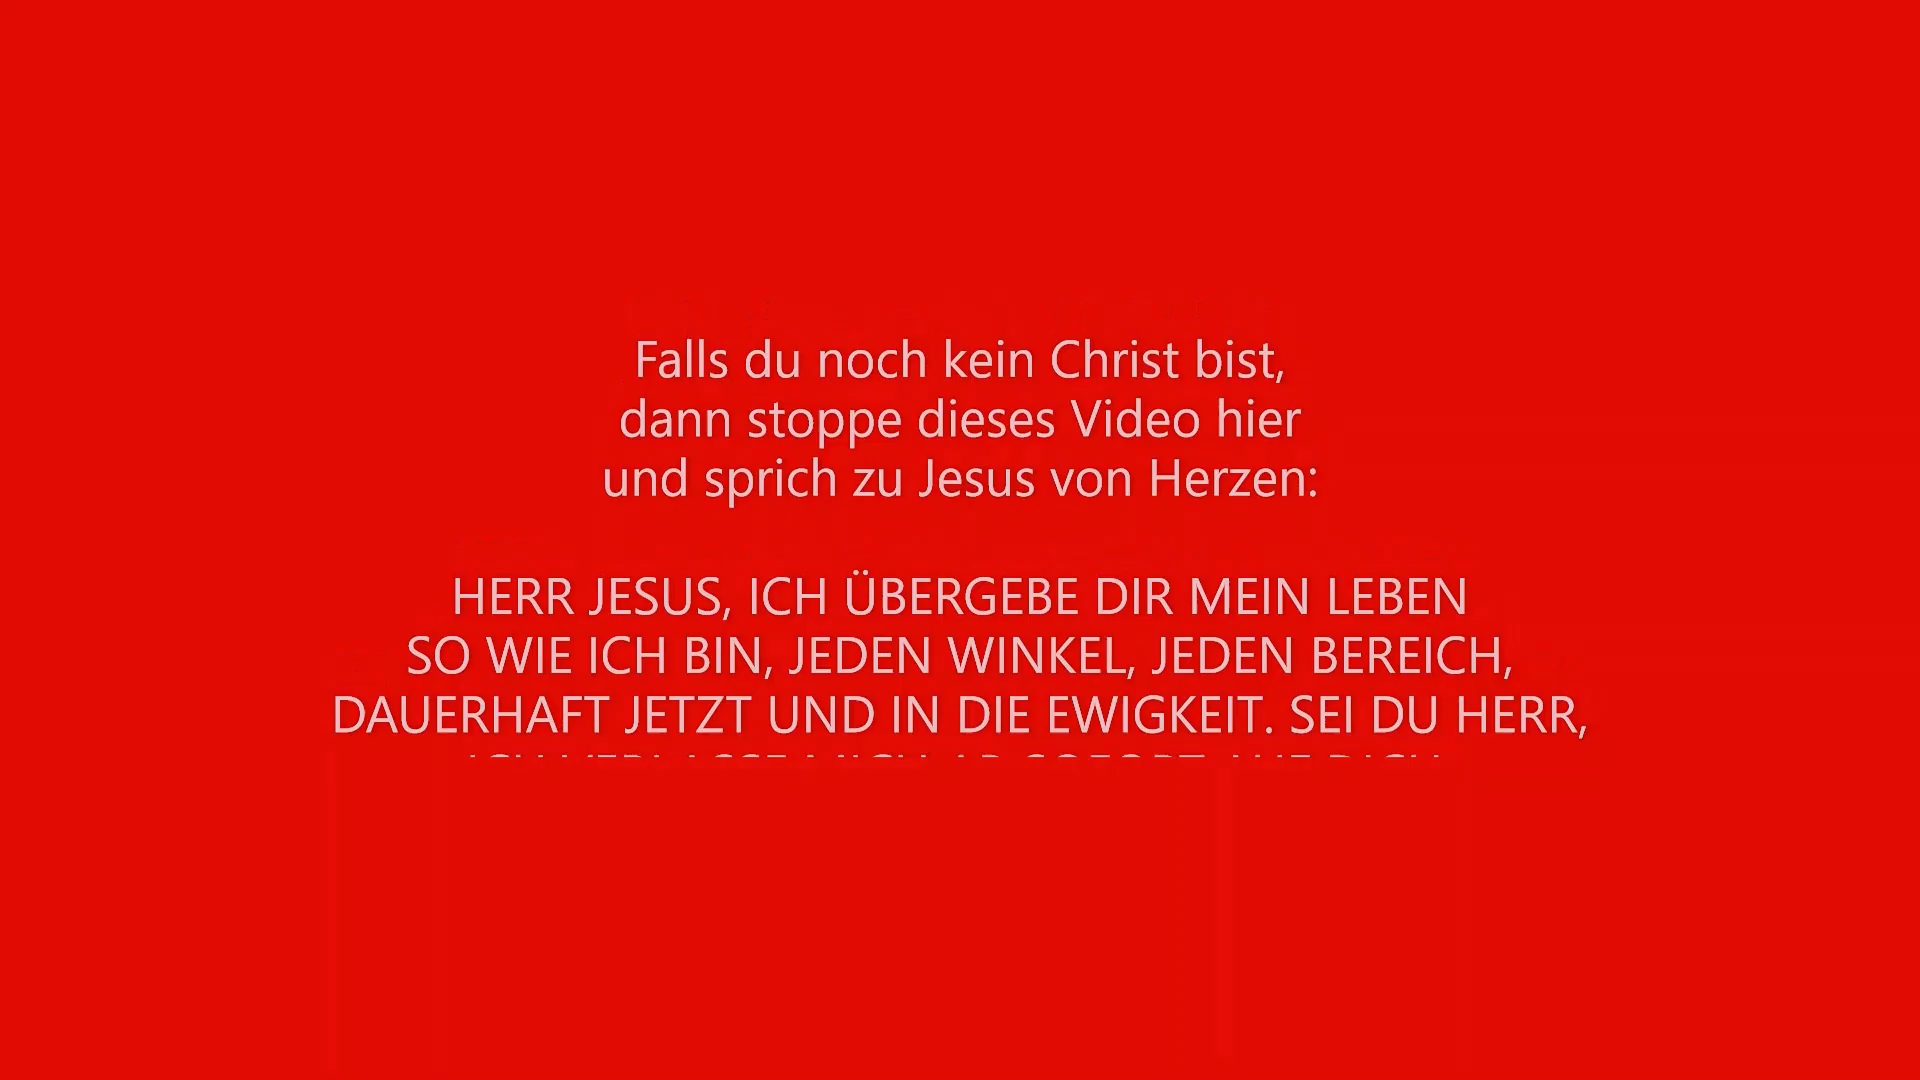 Falls du noch kein Christ bist,
dann stoppe dieses Video hier
und sprich zu Jesus von Herzen:
HERR JESUS, ICH ÜBERGEBE DIR MEIN LEBEN
SO WIE ICH BIN, JEDEN WINKEL, JEDEN BEREICH,
DAUERHAFT JETZT UND IN DIE EWIGKEIT. SEI DU HERR,